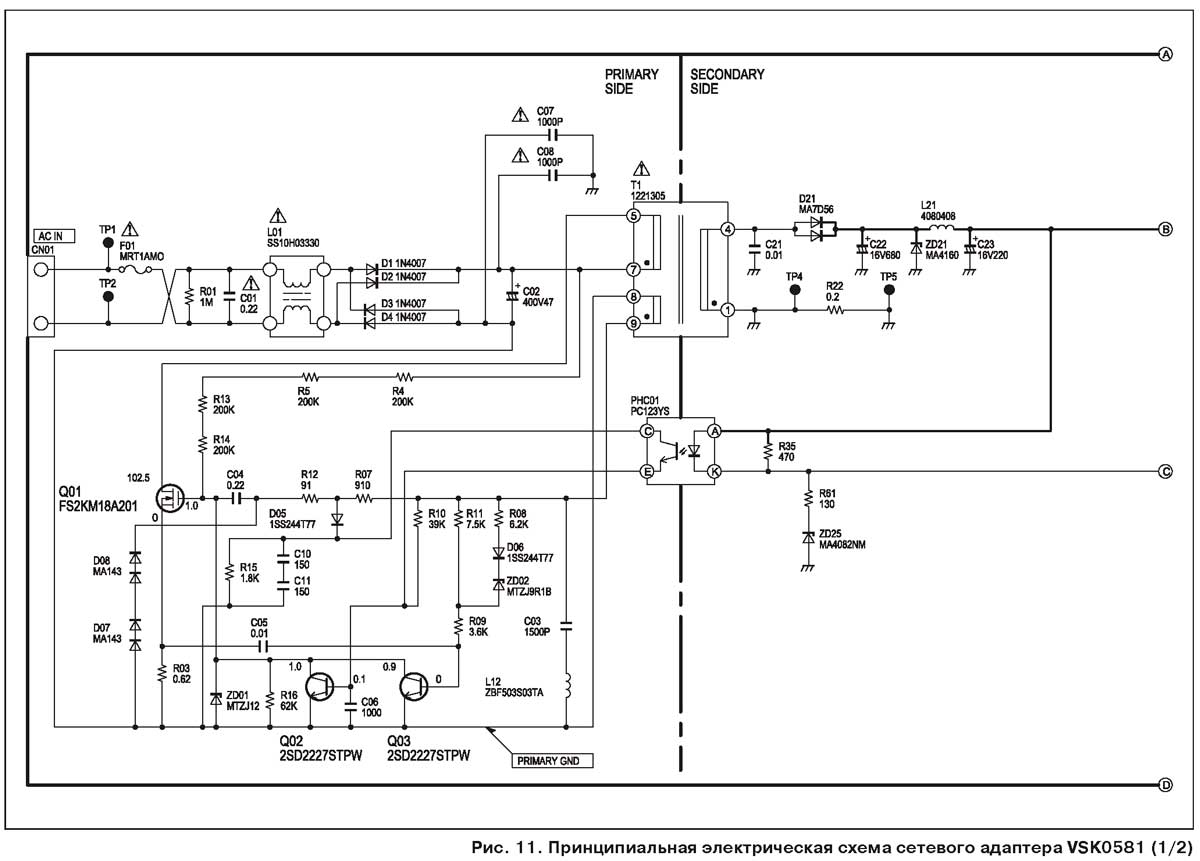 A
PRIMARY
SIDE
SECONDARY
SIDE
C07
1000P
C08
1000P
T1
1221305
AC IN
CN01
TP1
F01
MRT1AMO
TP2
R01
1M
C01
0.22
L01
SS10H03330
D1 1N4007
D2 1N4007
D3 1N4007
D4 1N4007
C02
400V47
+
5
7
8
9
4
1
C21
0.01
D21
MA7D56
C22
16V680
+
ZD21
MA4160
L21
4080408
C23
16V220
+
B
TP4
R22
0.2
TP5
R13
200K
R5
200K
R4
200K
R14
200K
PHC01
PC123YS
C
E
A
K
R35
470
C
R61
130
ZD25
MA4082NM
102.5
Q01
FS2KM18A201
1.0
0
C04
0.22
R12
91
R07
910
D05
1SS244T77
R10
39K
R11
7.5K
R08
6.2K
D06
1SS244T77
ZD02
MTZJ9R1B
R15
1.8K
C10
150
C11
150
D08
MA143
D07
MA143
C05
0.01
R09
3.6K
C03
1500P
R03
0.62
ZD01
MTZJ12
R16
62K
1.0
0.1
C06
1000
0.9
0
L12
ZBF503S03TA
Q02
2SD2227STPW
Q03
2SD2227STPW
PRIMARY GND
D
Рис. 11. Принципиальная электрическая схема сетевого адаптера VSK0581 (1/2)